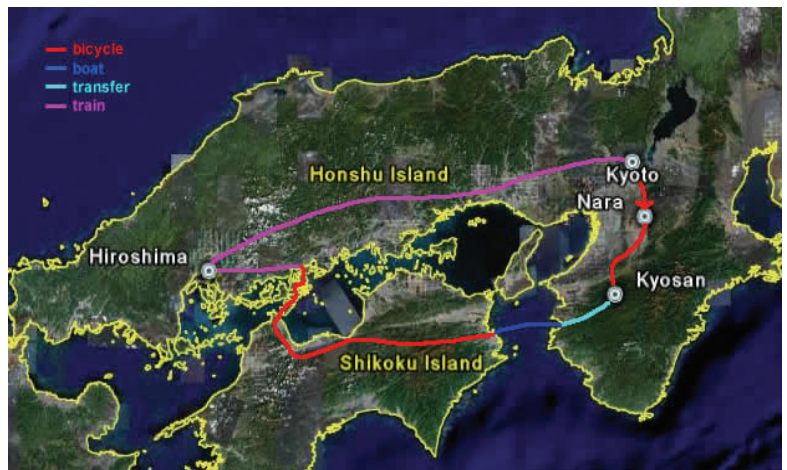 bicycle
boat
transfer
train
Honshu Island
Kyoto
Nara
Hiroshima
Kyosan
Shikoku Island